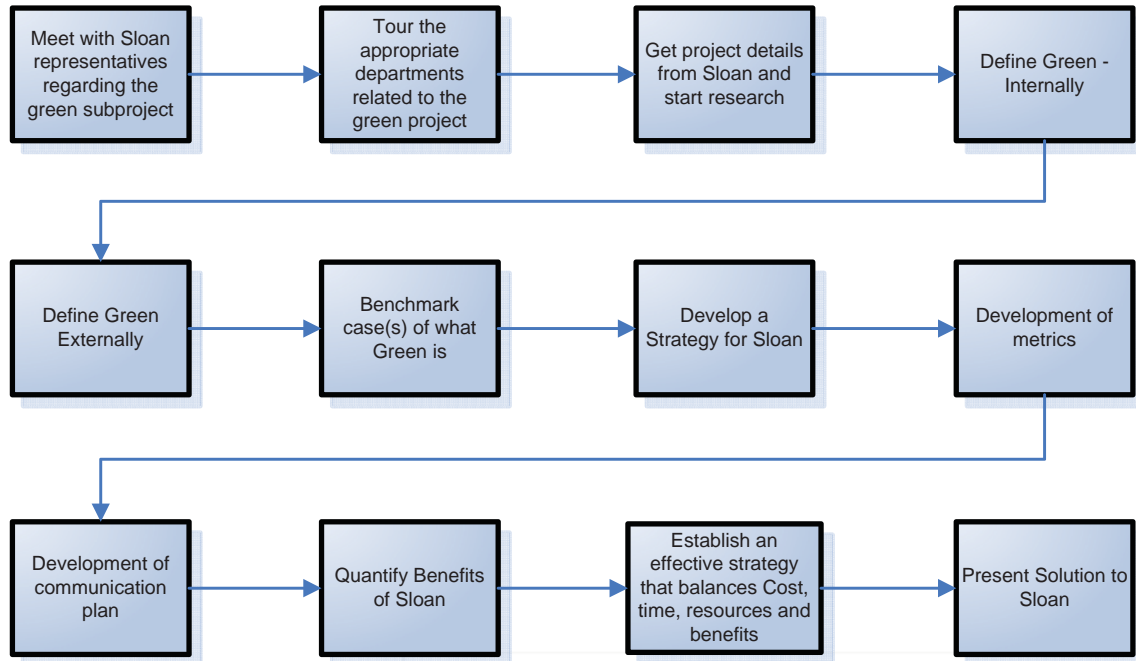 Meet with Sloan
representatives
regarding the
green subproject
Tour the
appropriate
departments
related to the
green project
Get project details
from Sloan and
start research
Define Green -
Internally
Define Green
Externally
Benchmark
case(s) of what
Green is
Develop a
Strategy for Sloan
Development of
metrics
Development of
communication
plan
Quantify Benefits
of Sloan
Establish an
effective strategy
that balances Cost,
time, resources and
benefits
Present Solution to
Sloan